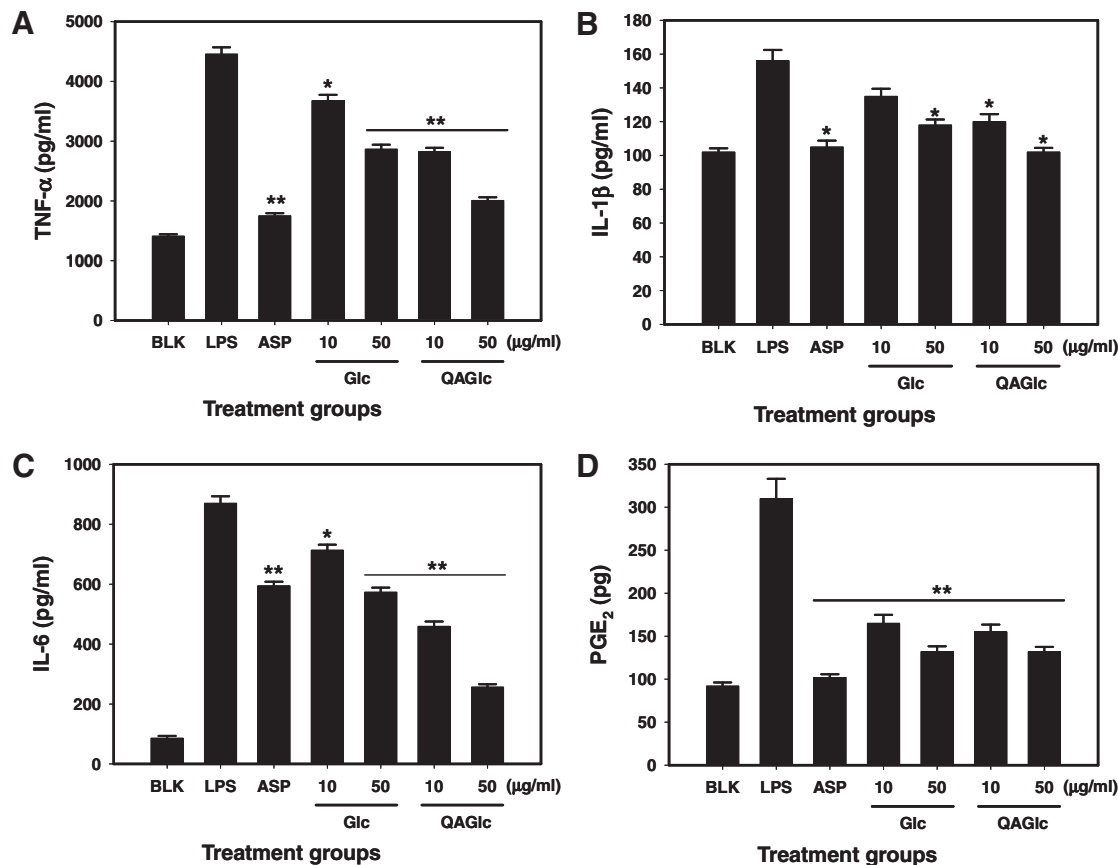 A
TNF-α (pg/ml)
5000
4000
3000
2000
1000
0
*
**
**
BLK LPS ASP 10 50 10 50 (μg/ml)
Glc QAGlc
Treatment groups
B
IL-1β (pg/ml)
180
160
140
120
100
80
60
40
20
0
*
*
*
*
BLK LPS ASP 10 50 10 50 (μg/ml)
Glc QAGlc
Treatment groups
C
IL-6 (pg/ml)
1000
800
600
400
200
0
*
**
**
BLK LPS ASP 10 50 10 50 (μg/ml)
Glc QAGlc
Treatment groups
D
PGE₂ (pg)
350
300
250
200
150
100
50
0
**
BLK LPS ASP 10 50 10 50 (μg/ml)
Glc QAGlc
Treatment groups